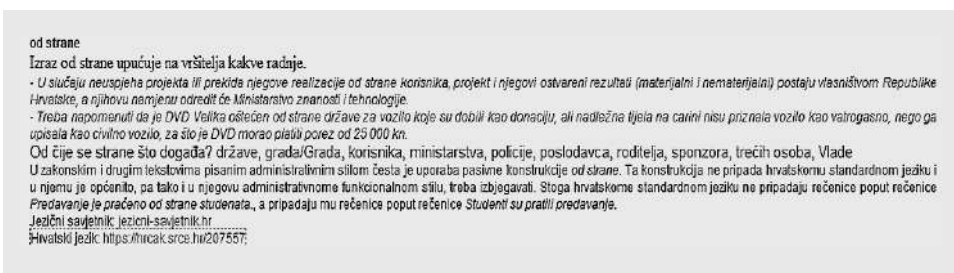 od strane
Izraz od strane upućuje na vršitelja kakve radnje.
- U slučaju neuspjeha projekta ili prekida njegove realizacije od strane korisnika, projekt i njegovi ostvareni rezultati (materijalni i nematerijalni) postaju vlasništvom Republike
Hrvatske, a njihovu namjenu odredit će Ministarstvo znanosti i tehnologije.
- Treba napomenuti da je DVD Velika oštećen od strane države za vozilo koje su dobili kao donaciju, ali nadležna tijela na carini nisu priznala vozilo kao vatrogasno, nego ga
upisala kao civilno vozilo, za što je DVD morao platiti porez od 25 000 kn.
Od čije se strane što događa? države, grada/Grada, korisnika, ministarstva, policije, poslodavca, roditelja, sponzora, trećih osoba, Vlade
U zakonskim i drugim tekstovima pisanim administrativnim stilom česta je uporaba pasivne konstrukcije od strane. Ta konstrukcija ne pripada hrvatskomu standardnom jeziku i
u njemu je općenito, pa tako i u njegovu administrativnome funkcionalnom stilu, treba izbjegavati. Stoga hrvatskome standardnom jeziku ne pripadaju rečenice poput rečenice
Predavanje je praćeno od strane studenata., a pripadaju mu rečenice poput rečenice Studenti su pratili predavanje.
Jezični savjetnik: jezicni-savjetnik.hr
Hrvatski jezik: https://hrcak.srce.hr/207557